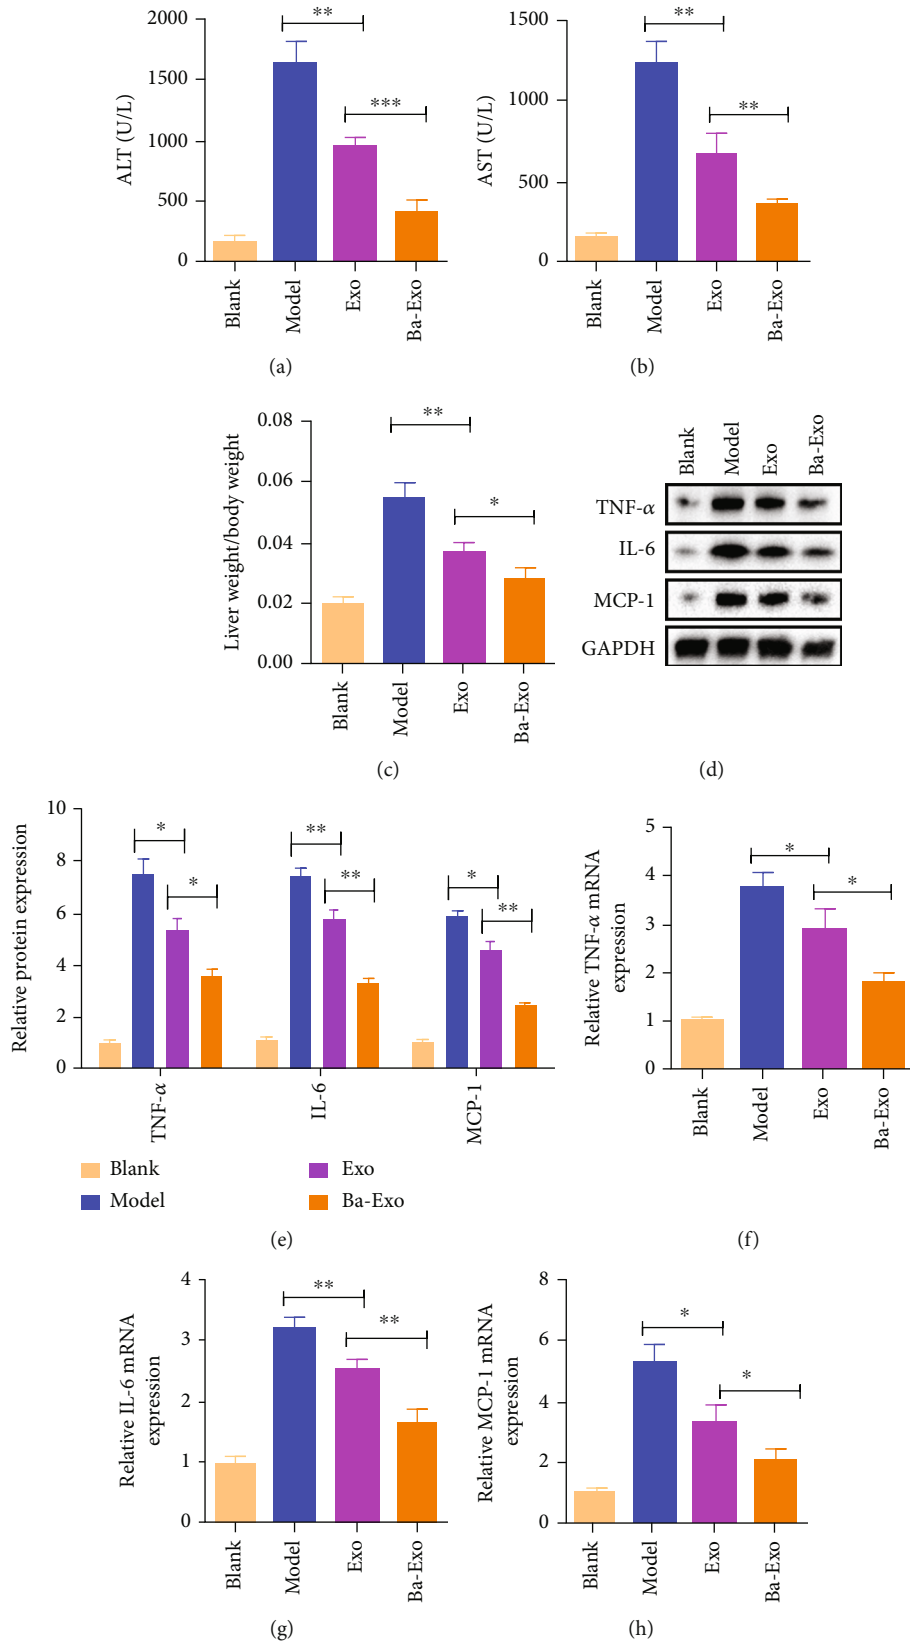 2000
1500
1000
500
0
ALT (U/L)
**
***
Blank
Model
Exo
Ba-Exo
(a)
1500
1000
500
0
AST (U/L)
**
**
Blank
Model
Exo
Ba-Exo
(b)
0.08
0.06
0.04
0.02
0.00
Liver weight/body weight
**
*
Blank
Model
Exo
Ba-Exo
(c)
Blank
Model
Exo
Ba-Exo
TNF-α
IL-6
MCP-1
GAPDH
(d)
10
8
6
4
2
0
Relative protein expression
*
*
**
**
*
**
TNF-α
IL-6
MCP-1
Blank
Exo
Model
Ba-Exo
(e)
5
4
3
2
1
0
Relative TNF-α mRNA
expression
*
*
Blank
Model
Exo
Ba-Exo
(f)
4
3
2
1
0
Relative IL-6 mRNA
expression
**
**
Blank
Model
Exo
Ba-Exo
(g)
8
6
4
2
0
Relative MCP-1 mRNA
expression
*
*
Blank
Model
Exo
Ba-Exo
(h)